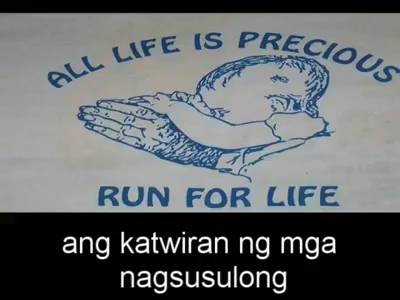 ALL LIFE IS PRECIOUS
RUN FOR LIFE
ang katwiran ng mga
nagsusulong